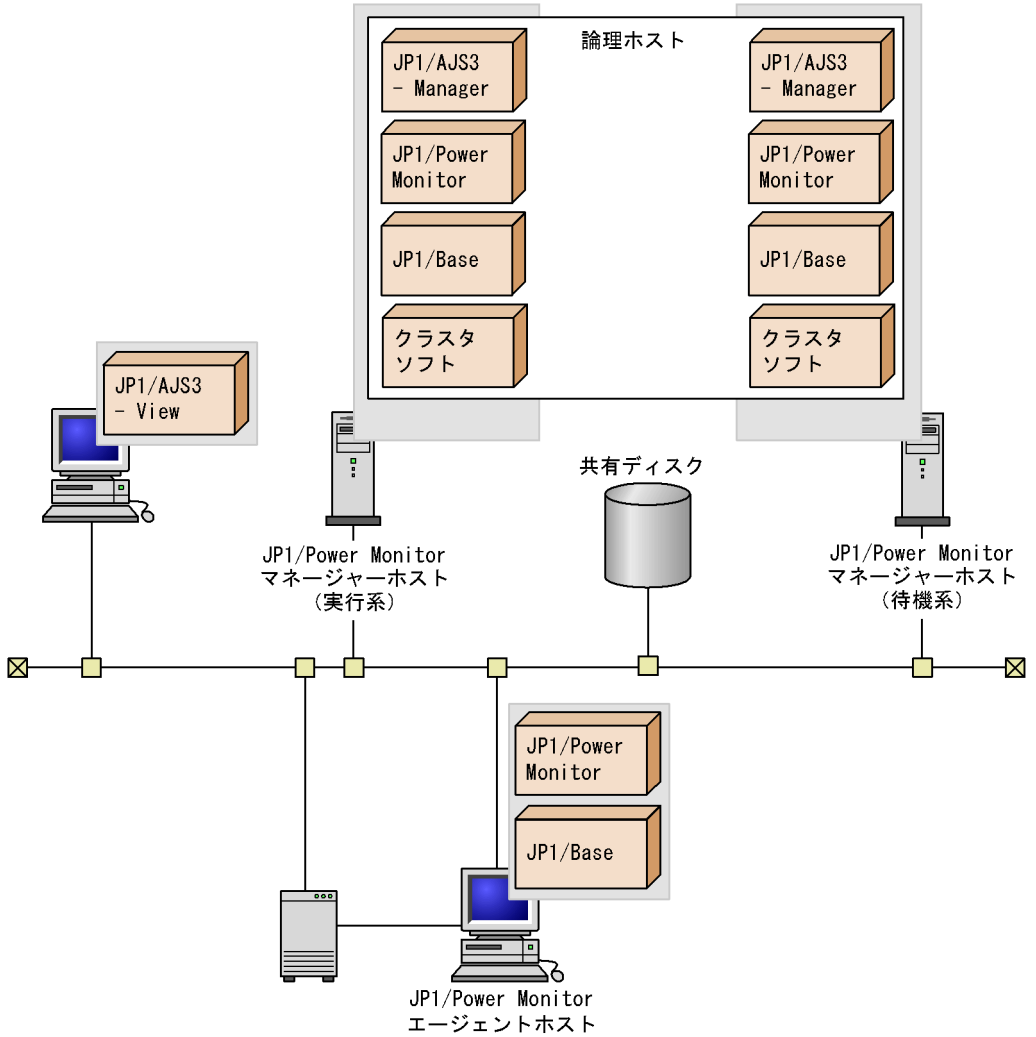 論理ホスト
JP1/AJS3
- Manager
JP1/Power
Monitor
JP1/Base
クラスタ
ソフト
JP1/AJS3
- Manager
JP1/Power
Monitor
JP1/Base
クラスタ
ソフト
JP1/AJS3
- View
共有ディスク
JP1/Power Monitor
マネージャーホスト
(実行系)
JP1/Power Monitor
マネージャーホスト
(待機系)
JP1/Power
Monitor
JP1/Base
JP1/Power Monitor
エージェントホスト